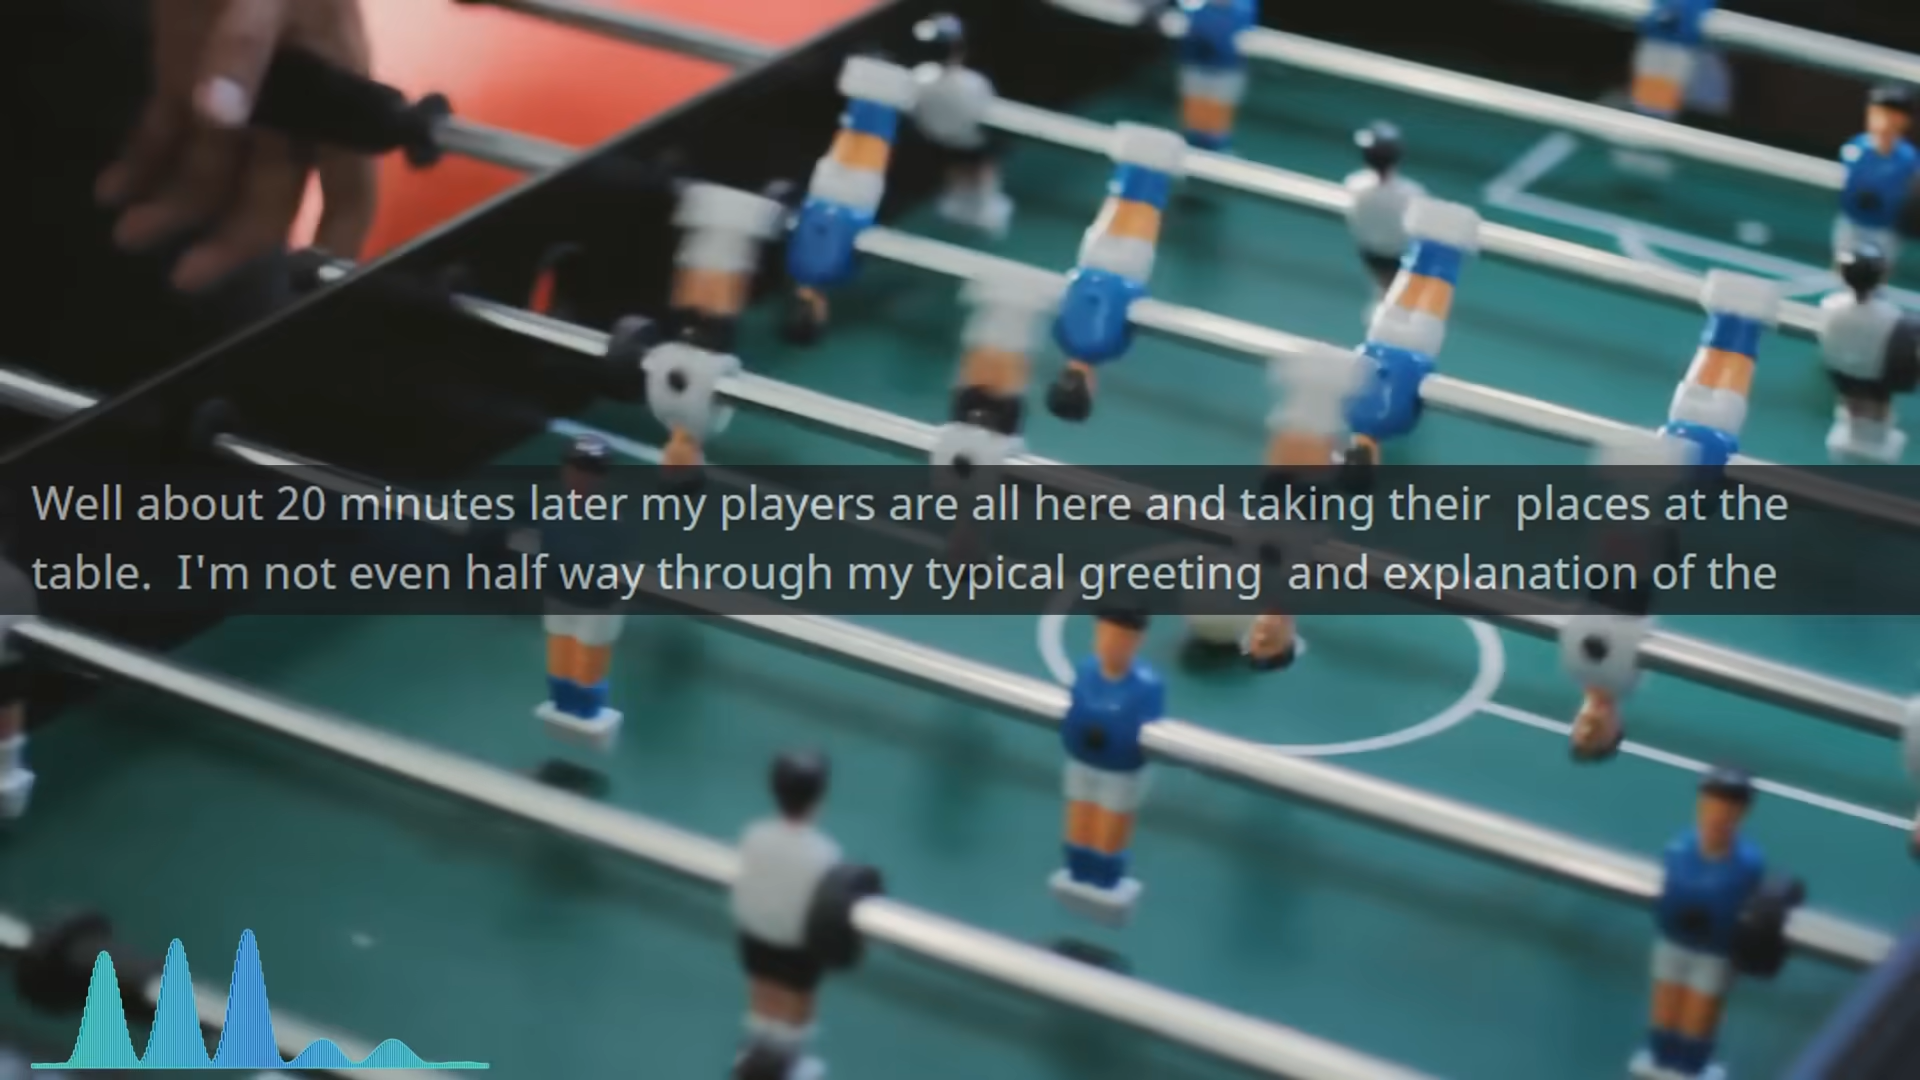 Well about 20 minutes later my players are all here and taking their  places at the
table.  I'm not even half way through my typical greeting  and explanation of the